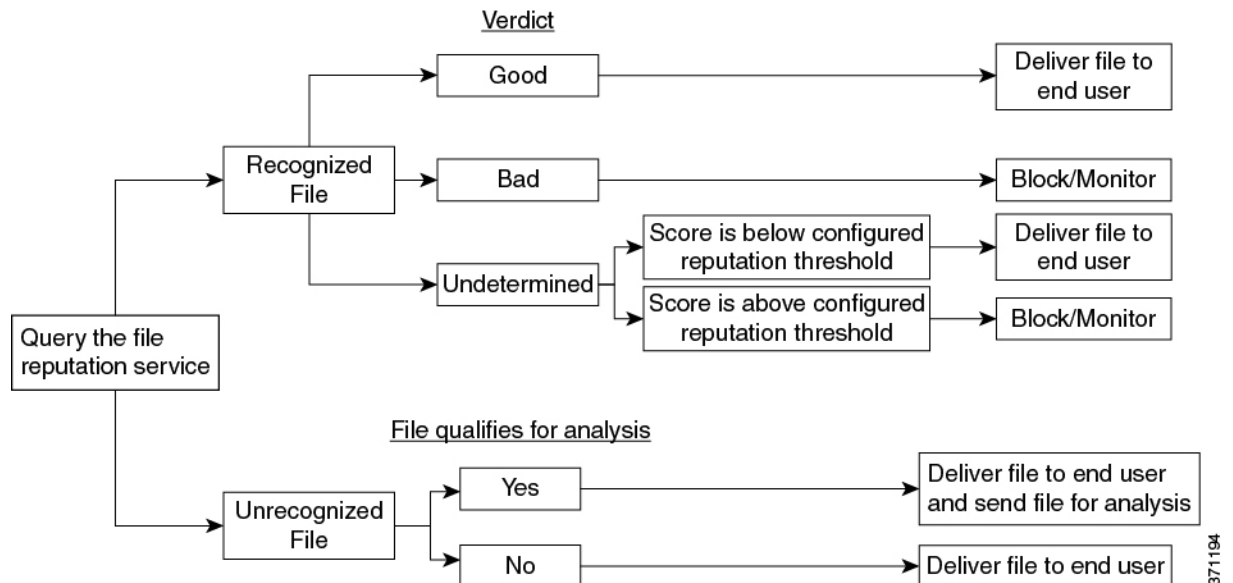 Verdict
Good
Deliver file to
end user
Recognized
File
Bad
Block/Monitor
Undetermined
Score is below configured
reputation threshold
Deliver file to
end user
Score is above configured
reputation threshold
Block/Monitor
Query the file
reputation service
File qualifies for analysis
Unrecognized
File
Yes
Deliver file to end user
and send file for analysis
No
Deliver file to end user
371194